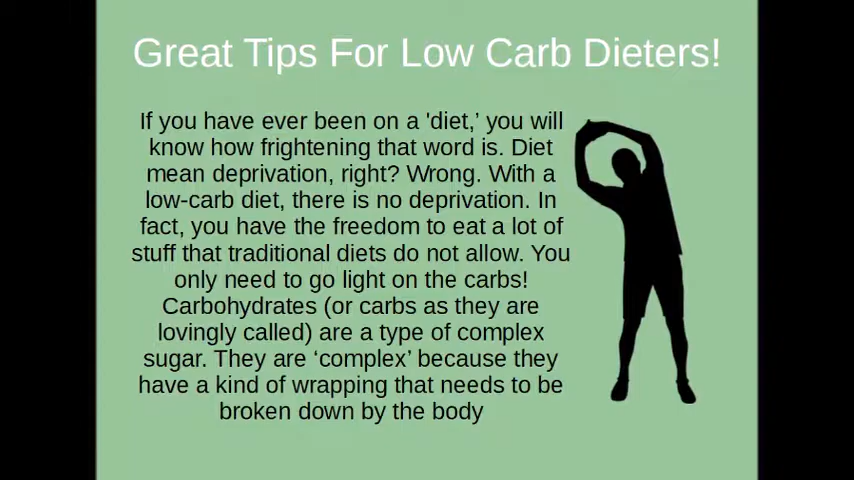 Great Tips For Low Carb Dieters!
If you have ever been on a 'diet,’ you will
know how frightening that word is. Diet
mean deprivation, right? Wrong. With a
low-carb diet, there is no deprivation. In
fact, you have the freedom to eat a lot of
stuff that traditional diets do not allow. You
only need to go light on the carbs!
Carbohydrates (or carbs as they are
lovingly called) are a type of complex
sugar. They are ‘complex’ because they
have a kind of wrapping that needs to be
broken down by the body